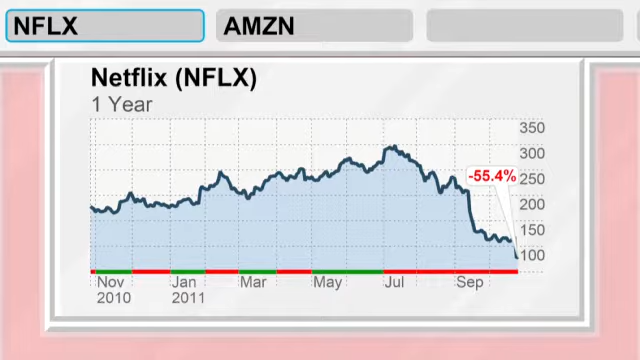 NFLX
AMZN
Netflix (NFLX)
1 Year
350
300
-55.4%
250
200
150
100
Nov Jan Mar May Jul Sep
2010 2011